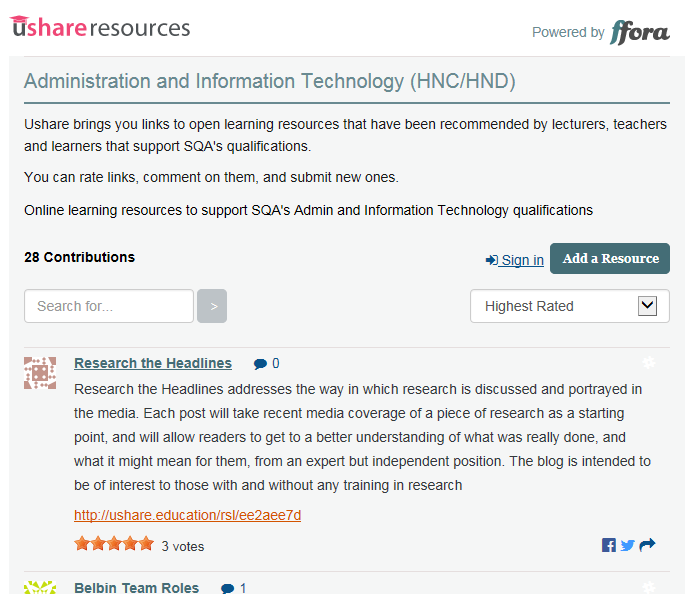 ushareresources
Powered by fora
Administration and Information Technology (HNC/HND)
Ushare brings you links to open learning resources that have been recommended by lecturers, teachers
and learners that support SQA's qualifications.
You can rate links, comment on them, and submit new ones.
Online learning resources to support SQA's Admin and Information Technology qualifications
28 Contributions
Sign in
Add a Resource
Search for...
>
Highest Rated
Research the Headlines 0
Research the Headlines addresses the way in which research is discussed and portrayed in
the media. Each post will take recent media coverage of a piece of research as a starting
point, and will allow readers to get to a better understanding of what was really done, and
what it might mean for them, from an expert but independent position. The blog is intended to
be of interest to those with and without any training in research
http://ushare.education/rsl/ee2aee7d
3 votes
Belbin Team Roles 1